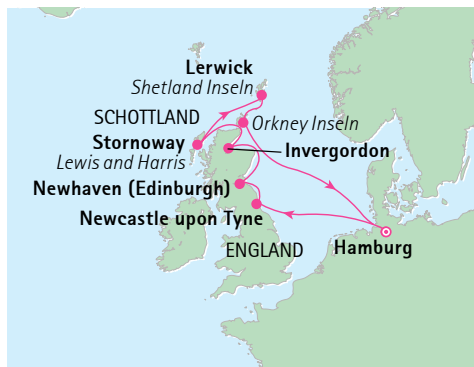 Lerwick
Shetland Inseln
SCHOTTLAND
Orkney Inseln
Stornoway
Lewis and Harris
Invergordon
Newhaven (Edinburgh)
Newcastle upon Tyne
ENGLAND
Hamburg